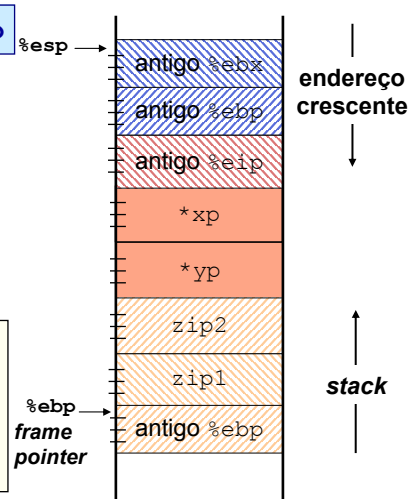 %esp
antigo %ebx
antigo %ebp
antigo %eip
*xp
*yp
zip2
zip1
antigo %ebp
%ebp
frame
pointer
endereço
crescente
stack